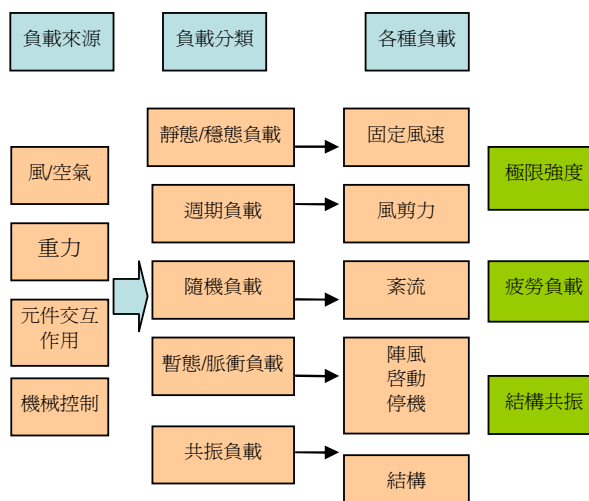 負載來源
負載分類
各種負載
風/空氣
重力
元件交互
作用
機械控制
靜態/穩態負載
週期負載
隨機負載
暫態/脈衝負載
共振負載
固定風速
風剪力
紊流
陣風
啓動
停機
結構
極限強度
疲勞負載
結構共振